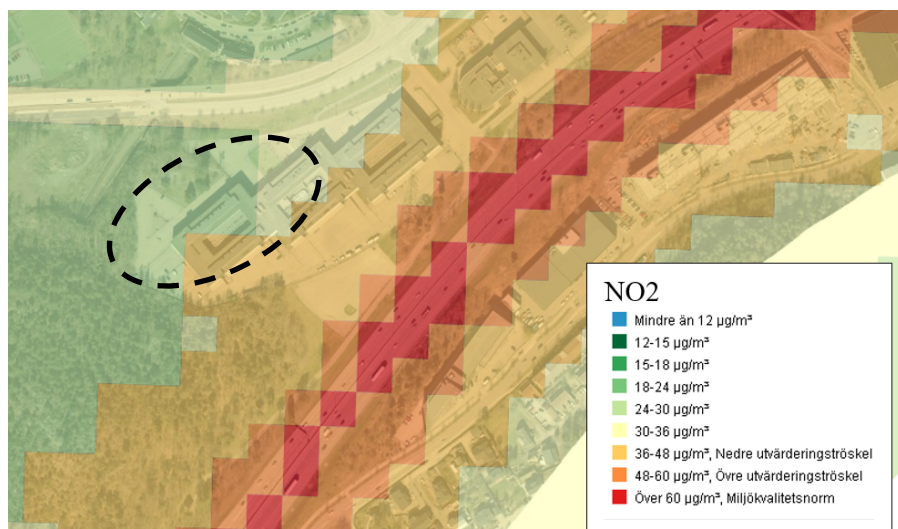 NO2
Mindre än 12 µg/m³
12-15 µg/m³
15-18 µg/m³
18-24 µg/m³
24-30 µg/m³
30-36 µg/m³
36-48 µg/m³, Nedre utvärderingströskel
48-60 µg/m³, Övre utvärderingströskel
Över 60 µg/m³, Miljökvalitetsnorm